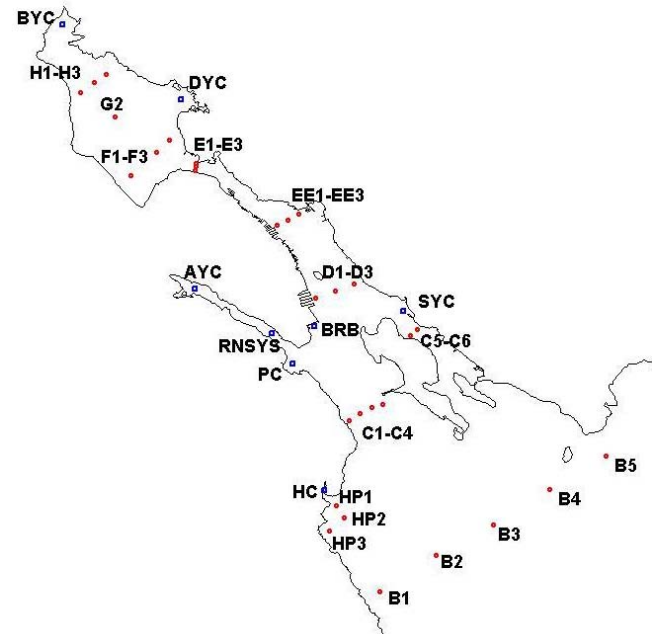 BYC
H1-H3
DYC
G2
E1-E3
F1-F3
EE1-EE3
AYC
D1-D3
SYC
BRB
RNSYS
C5-C6
PC
C1-C4
B5
HC
B4
HP1
HP2
B3
HP3
B2
B1